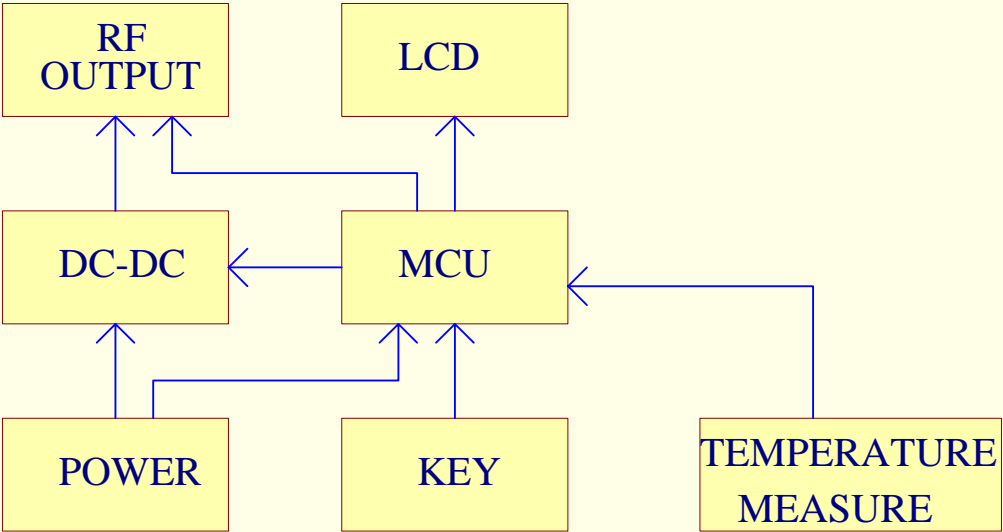 RF
OUTPUT
LCD
DC-DC
MCU
POWER
KEY
TEMPERATURE
MEASURE